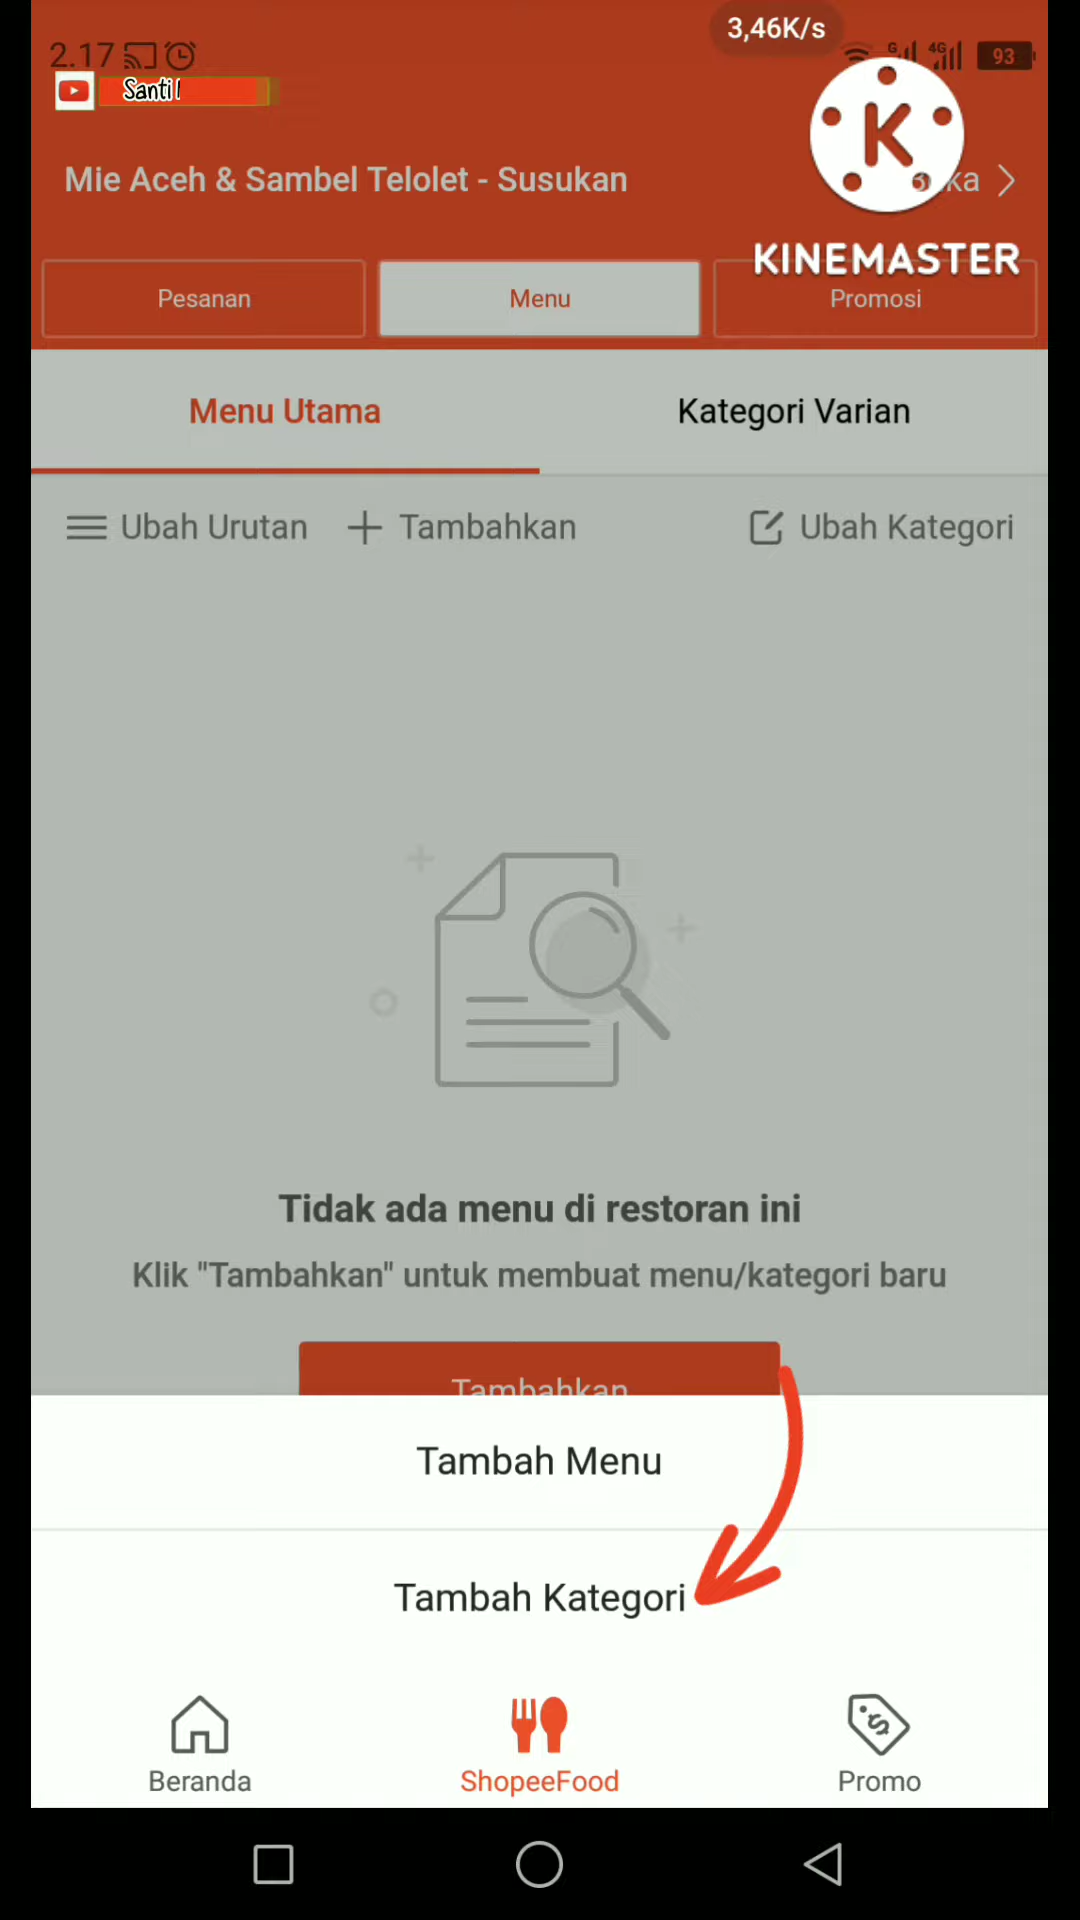 3,46K/s
2.17
G 4G 93
Santi
K
Mie Aceh & Sambel Telolet - Susukan
KINEMASTER
Pesanan Menu Promosi
Menu Utama Kategori Varian
Ubah Urutan + Tambahkan Ubah Kategori
Tidak ada menu di restoran ini
Klik "Tambahkan" untuk membuat menu/kategori baru
Tambahkan
Tambah Menu
Tambah Kategori
Beranda ShopeeFood Promo